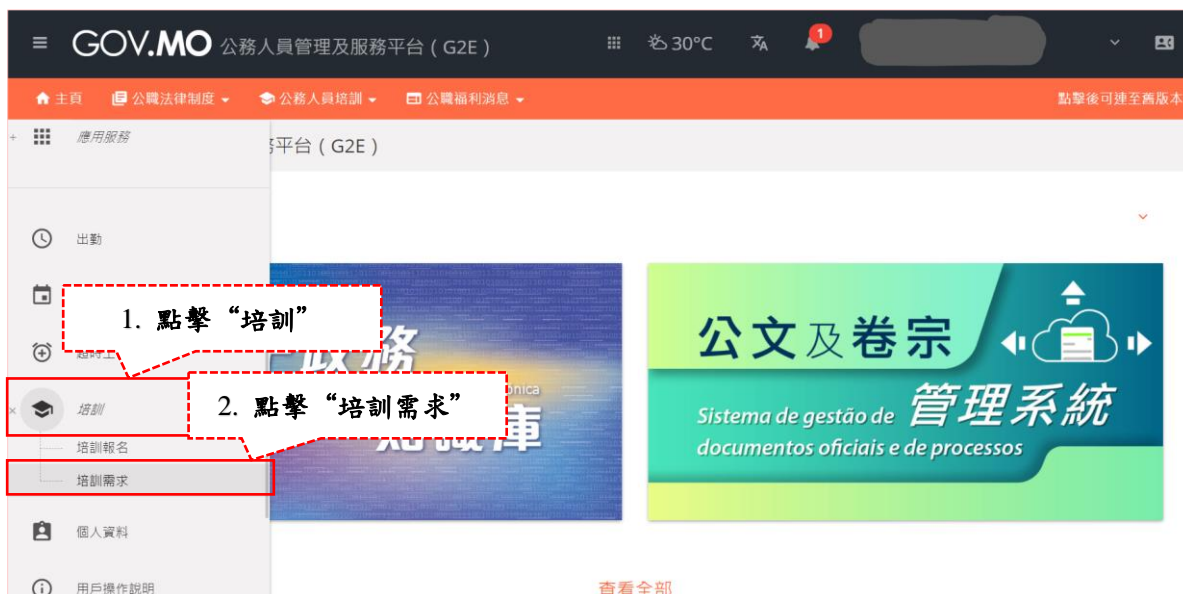 GOV.MO 公務人員管理及服務平台 ( G2E )
30°C
1
主頁 公職法律制度 公務人員培訓 公職福利消息
點擊後可連至舊版本
應用服務
平台 ( G2E )
出勤
1. 點擊“培訓”
培訓
2. 點擊“培訓需求”
培訓報名
培訓需求
個人資料
用戶操作說明
政務
onica
知識庫
公文及卷宗
Sistema de gestão de 管理系統
documentos oficiais e de processos
查看全部